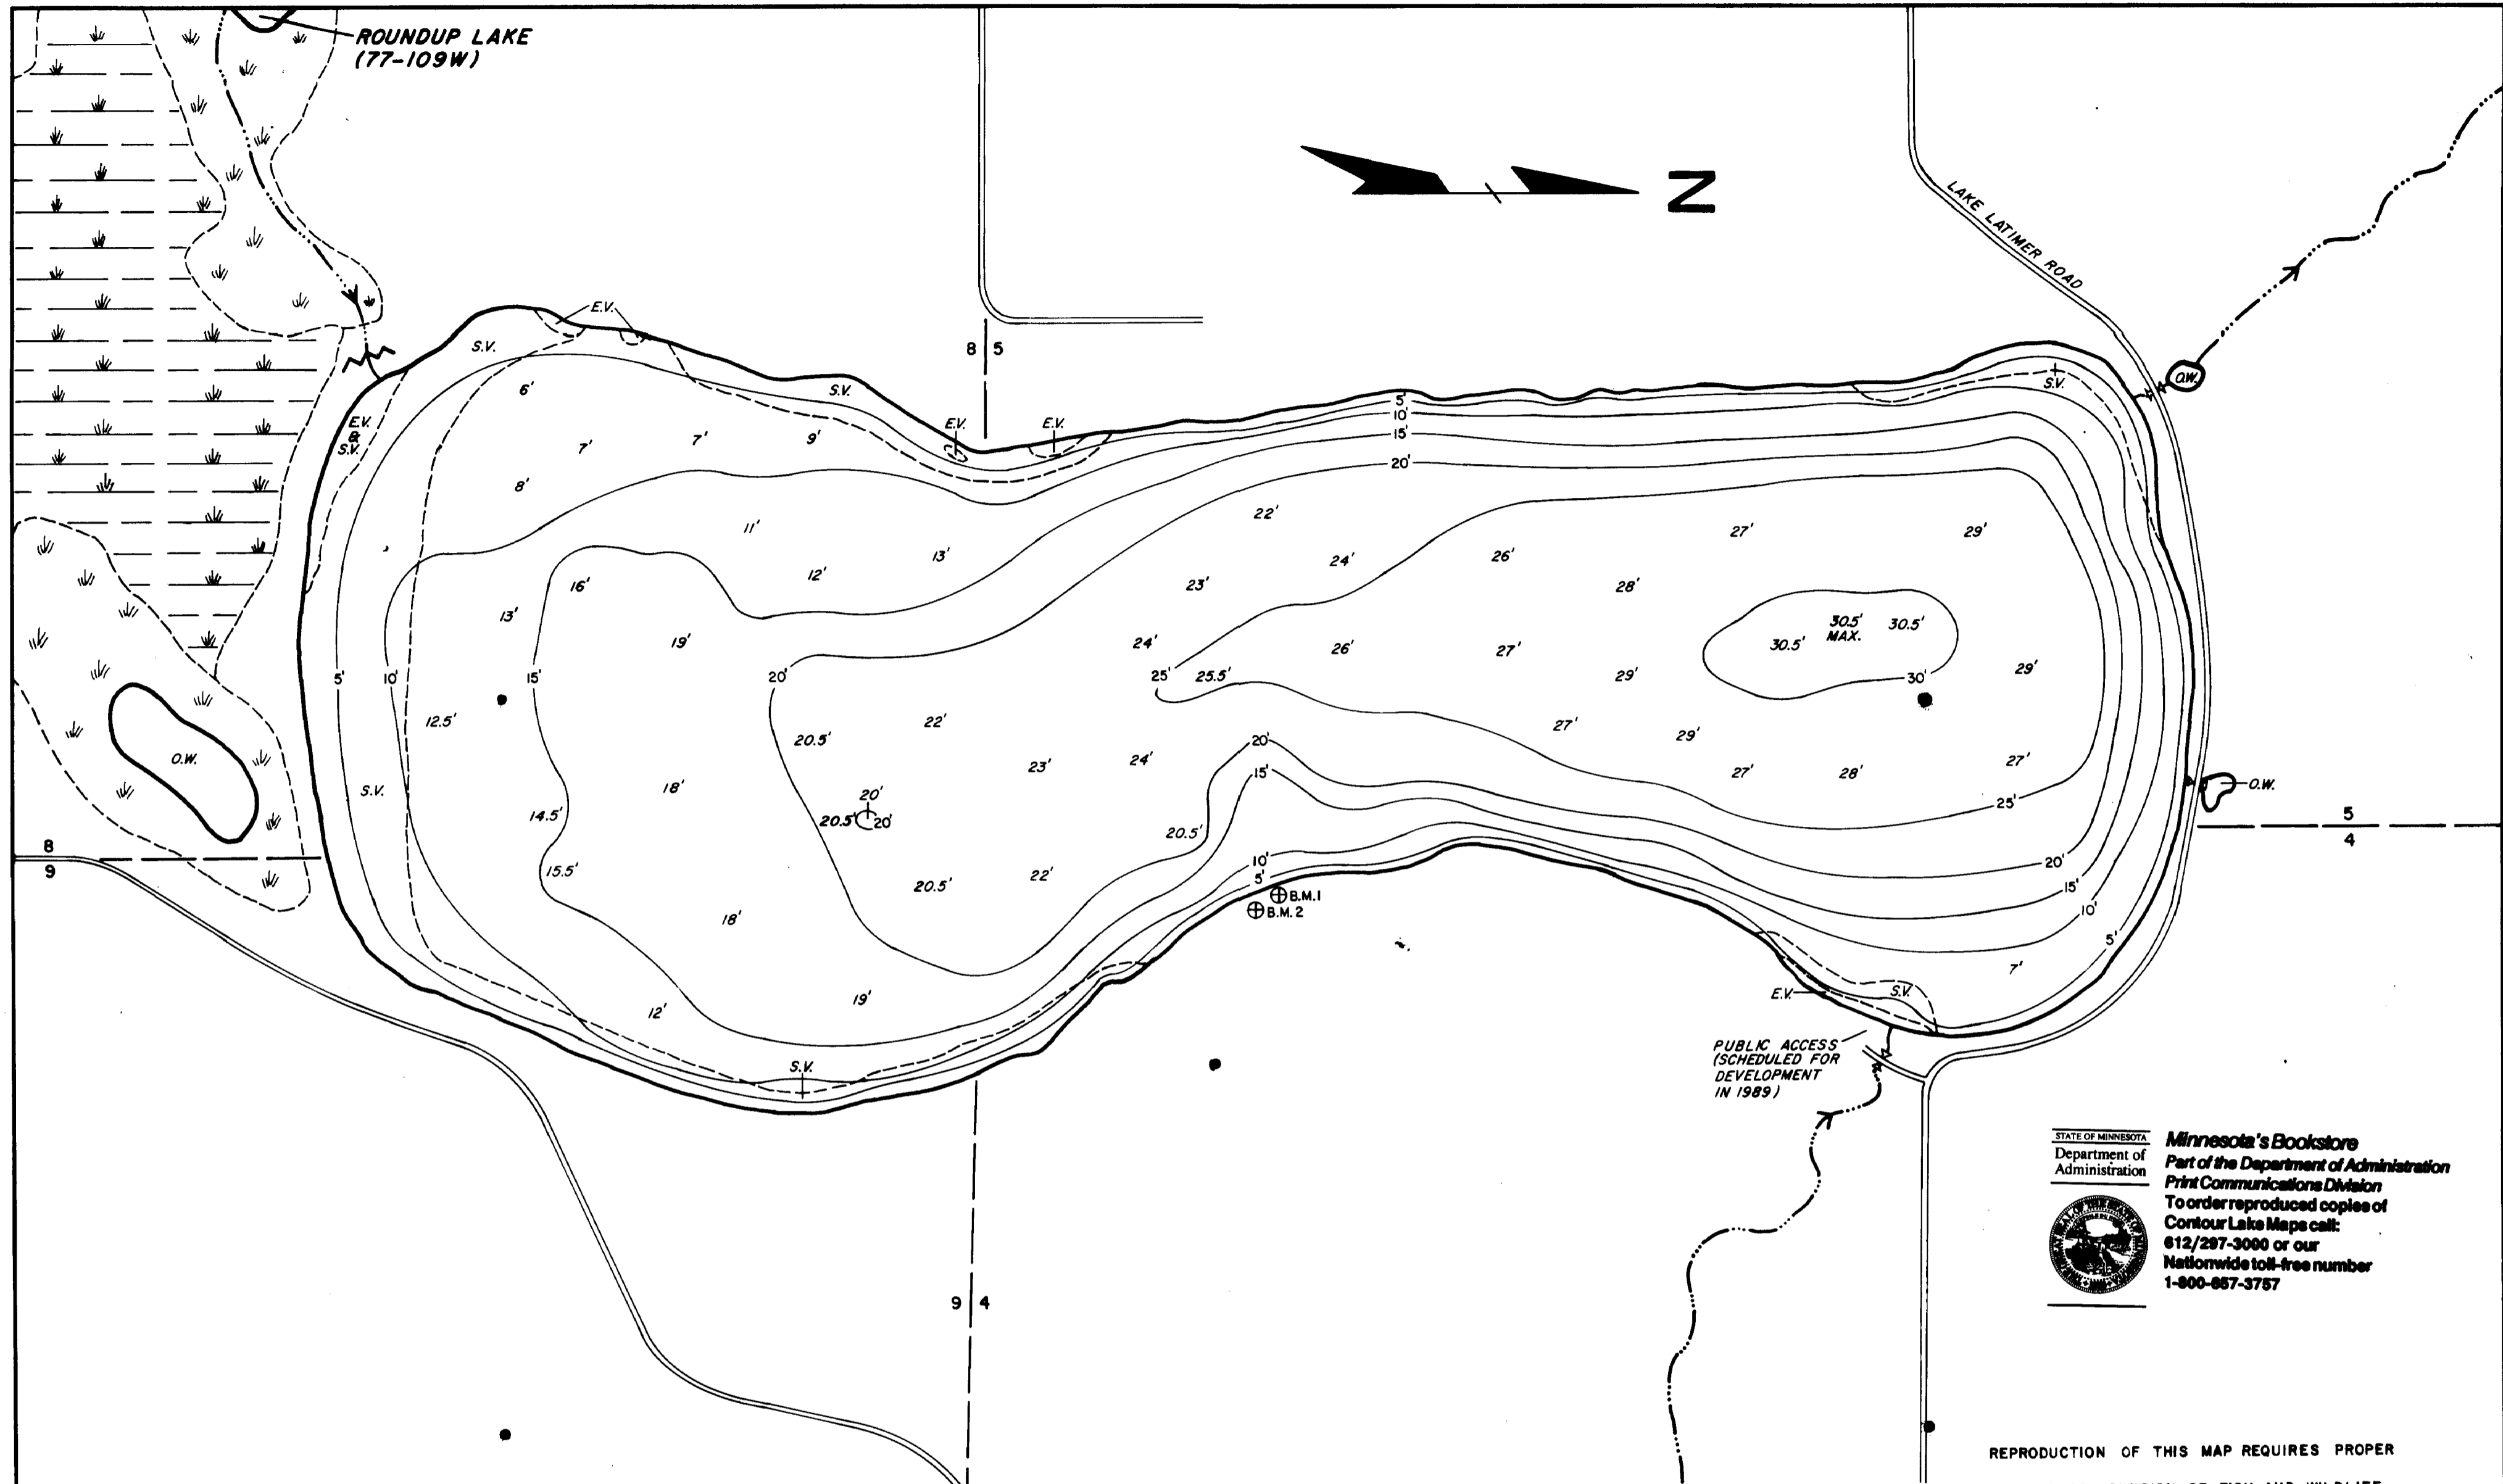 ROUNDUP LAKE
(77-109W)
N
LAKE LATIMER ROAD
E.V.
S.V.
8 5
6'
S.V.
5'
10'
15'
20'
S.V.
O.W.
E.V.
&
S.V.
E.V.
E.V.
7'
7'
9'
8'
22'
11'
27'
29'
13'
24'
26'
12'
23'
28'
16'
13'
30.5'
MAX.
30.5'
19'
24'
26'
27'
30.5'
5'
10'
15'
20'
25'
25.5'
29'
30'
29'
12.5'
22'
27'
20.5'
20'
29'
O.W.
23'
24'
27'
28'
27'
15'
S.V.
18'
20'
25'
O.W.
14.5'
20.5'
20'
20.5'
5
4
8
9
10'
20'
15.5'
5'
20.5'
22'
15'
B.M.1
B.M.2
10'
18'
5'
7'
19'
E.V.
S.V.
12'
S.V.
PUBLIC ACCESS
(SCHEDULED FOR
DEVELOPMENT
IN 1989)
9 4
STATE OF MINNESOTA
Department of
Administration
Minnesota's Bookstore
Part of the Department of Administration
Print Communications Division
To order reproduced copies of
Contour Lake Maps call:
612/297-3000 or our
Nationwide toll-free number
1-800-657-3757
REPRODUCTION OF THIS MAP REQUIRES PROPER